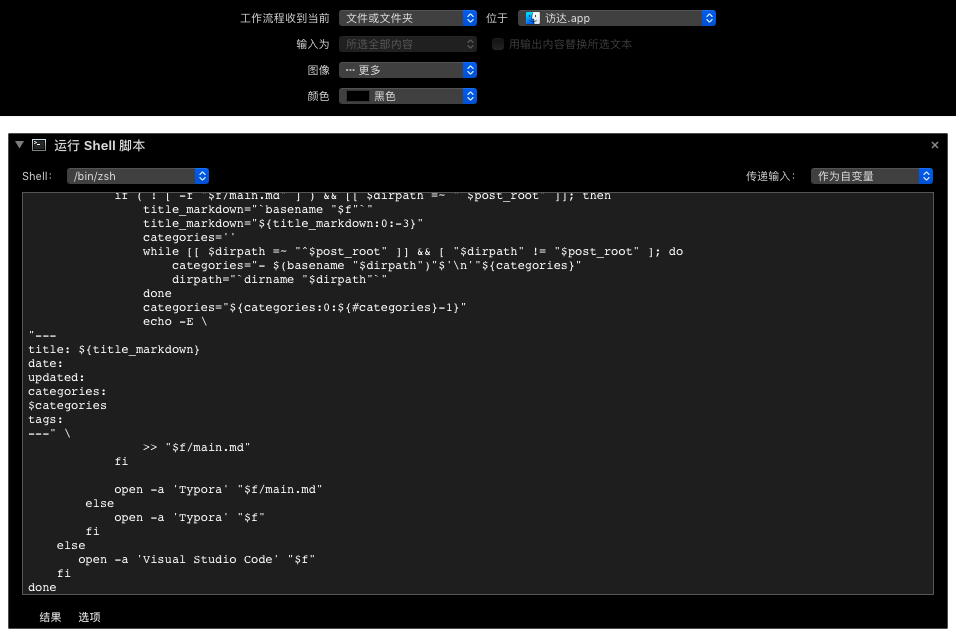 工作流程收到当前 文件或文件夹 位于 访达.app
输入为 所选全部内容 用输出内容替换所选文本
图像 ··· 更多
颜色 黑色
运行 Shell 脚本
Shell: /bin/zsh 传递输入: 作为自变量
if ( ! [ -f "$f/main.md" ] ) && [[ $dirpath =~ "^$post_root" ]]; then
title_markdown="`basename "$f"`"
title_markdown="${title_markdown:0:-3}"
categories=''
while [[ $dirpath =~ "^$post_root" ]] && [ "$dirpath" != "$post_root" ]; do
categories="- $(basename "$dirpath")"$'\n'"${categories}"
dirpath="`dirname "$dirpath"`"
done
categories="${categories:0:${#categories}-1}"
echo -E \
"---
title: ${title_markdown}
date:
updated:
categories:
$categories
tags:
---" \
>> "$f/main.md"
fi
open -a 'Typora' "$f/main.md"
else
open -a 'Typora' "$f"
fi
else
open -a 'Visual Studio Code' "$f"
fi
done
结果 选项